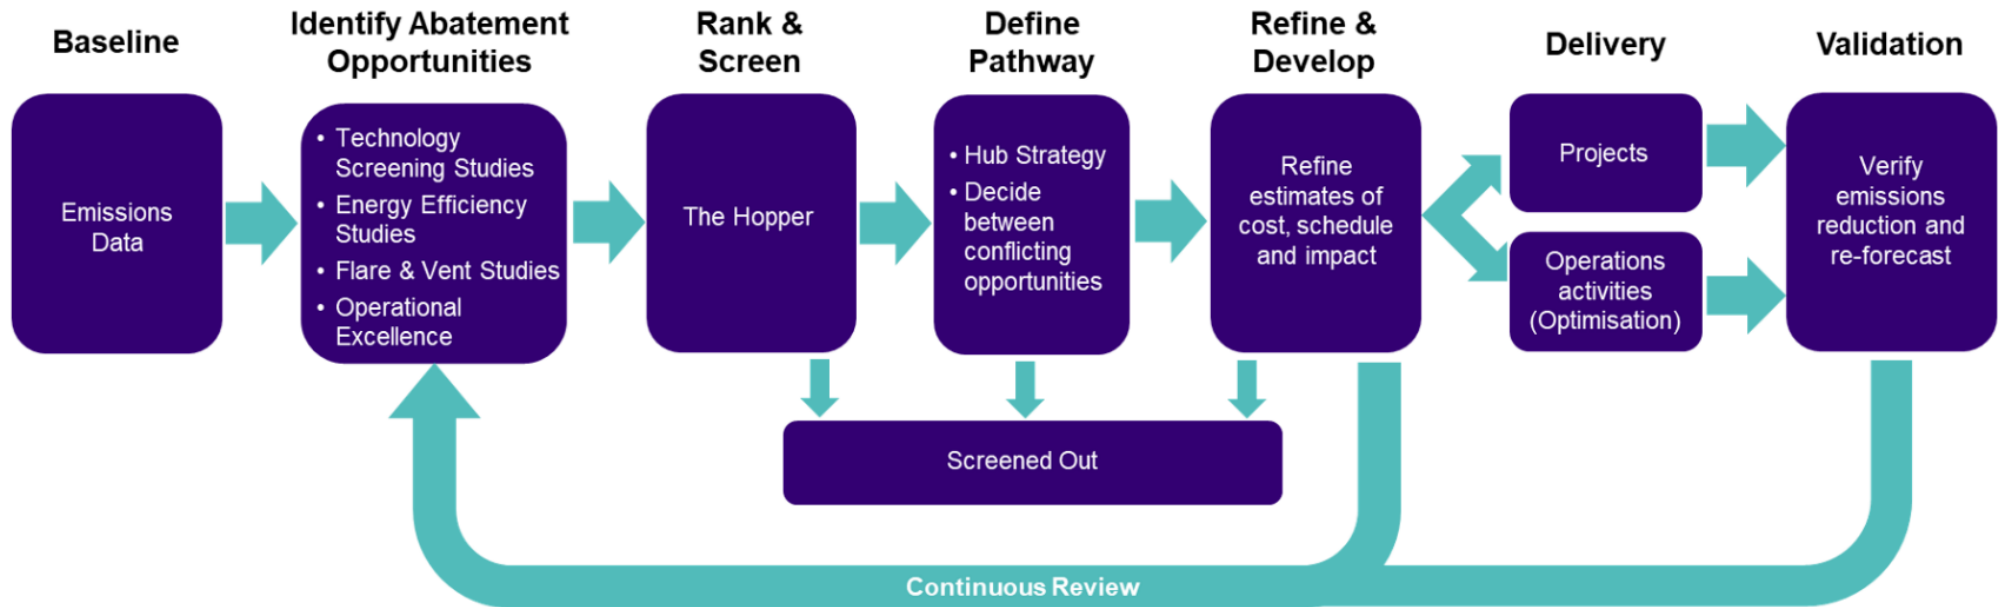 Baseline
Identify Abatement
Opportunities
Rank &
Screen
Define
Pathway
Refine &
Develop
Delivery
Validation
Emissions
Data
• Technology
Screening Studies
• Energy Efficiency
Studies
• Flare & Vent Studies
• Operational
Excellence
The Hopper
• Hub Strategy
• Decide
between
conflicting
opportunities
Refine
estimates of
cost, schedule
and impact
Projects
Operations
activities
(Optimisation)
Verify
emissions
reduction and
re-forecast
Screened Out
Continuous Review